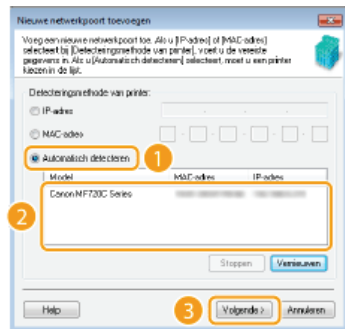 Nieuwe netwerkpoort toevoegen
Voeg een nieuwe netwerkpoort toe. Als u [IP-adres] of [MAC-adres]
selecteert bij [Detecteringsmethode van printer], voert u de vereiste
gegevens in. Als u [Automatisch detecteren] selecteert, moet u een printer
kiezen in de lijst.
Detecteringsmethode van printer:
IP-adres
MAC-adres
Automatisch detecteren
1
Model MAC-adres IP-adres
Canon MF720C Series
2
Stoppen Vernieuwen
3
Help Volgende > Annuleren